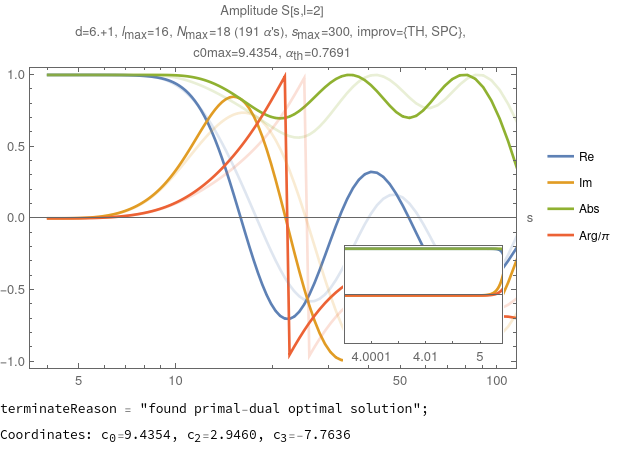 Amplitude S[s,l=2]
d=6.+1, lmax=16, Nmax=18 (191 α's), smax=300, improv={TH, SPC},
c0max=9.4354, αth=0.7691
1.0
0.5
0.0
−0.5
−1.0
5 10 50 100
s
4.0001 4.01 5
Re
Im
Abs
Arg/π
terminateReason = "found primal-dual optimal solution";
Coordinates: c0=9.4354, c2=2.9460, c3=-7.7636